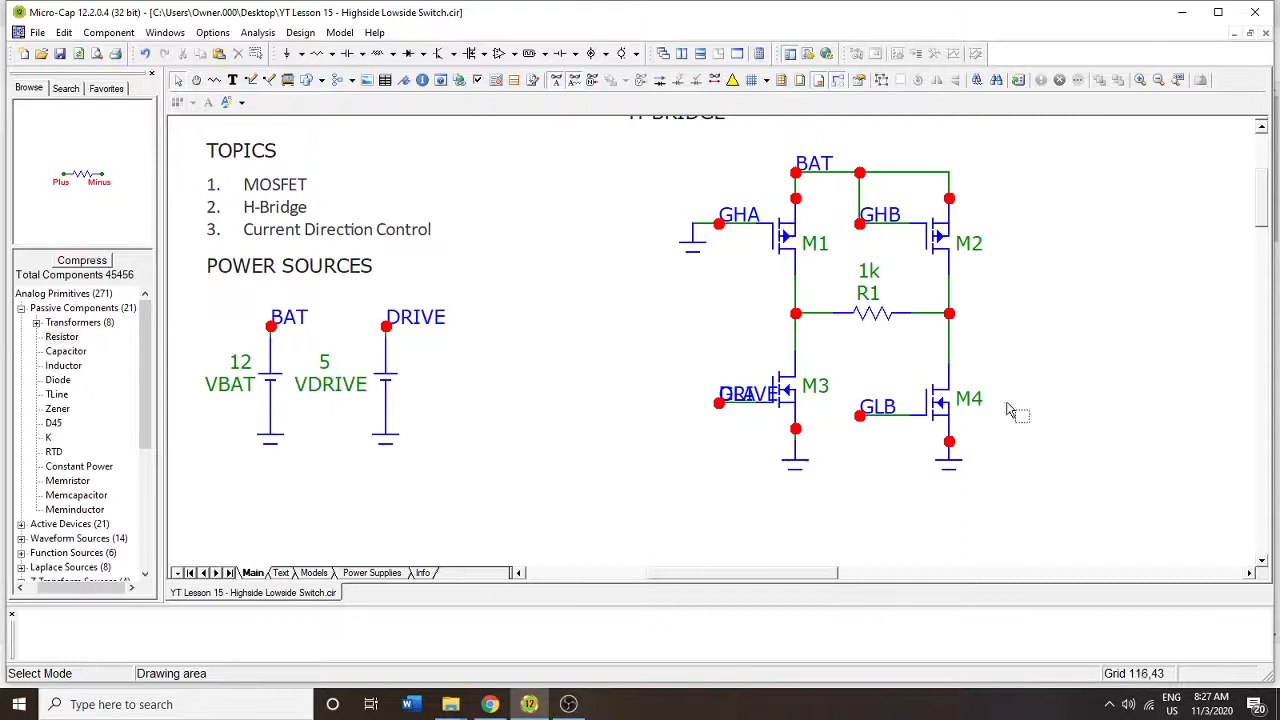 Micro-Cap 12.2.0.4 (32 bit) - [C:\Users\Owner.000\Desktop\YT Lesson 15 - Highside Lowside Switch.cir]
File Edit Component Windows Options Analysis Design Model Help
Browse Search Favorites
Plus Minus
Compress
Total Components 45456
Analog Primitives (271)
Passive Components (21)
Transformers (8)
Resistor
Capacitor
Inductor
Diode
TLine
Zener
D45
K
RTD
Constant Power
Memristor
Memcapacitor
Meminductor
Active Devices (21)
Waveform Sources (14)
Function Sources (6)
Laplace Sources (8)
H-BRIDGE
TOPICS
1. MOSFET
2. H-Bridge
3. Current Direction Control
POWER SOURCES
BAT
DRIVE
12
VBAT
5
VDRIVE
BAT
GHA
GHB
M1
M2
1k
R1
DRIVE
M3
GLB
M4
Main Text Models Power Supplies Info
YT Lesson 15 - Highside Lowside Switch.cir
Select Mode Drawing area Grid 116,43
Type here to search
ENG
US
8:27 AM
11/3/2020
20